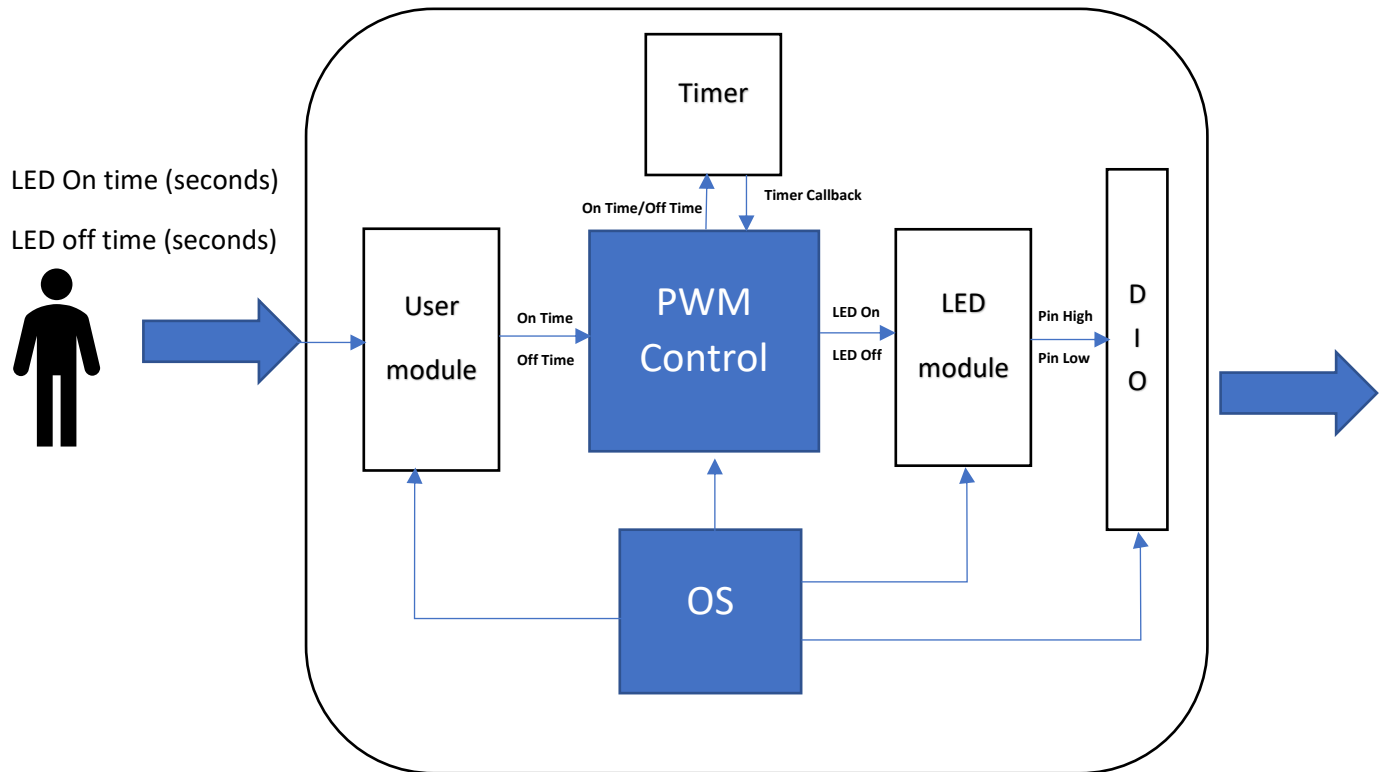 Timer
LED On time (seconds)
LED off time (seconds)
On Time/Off Time
Timer Callback
User
module
On Time
Off Time
PWM
Control
LED On
LED Off
LED
module
Pin High
Pin Low
D
I
O
OS